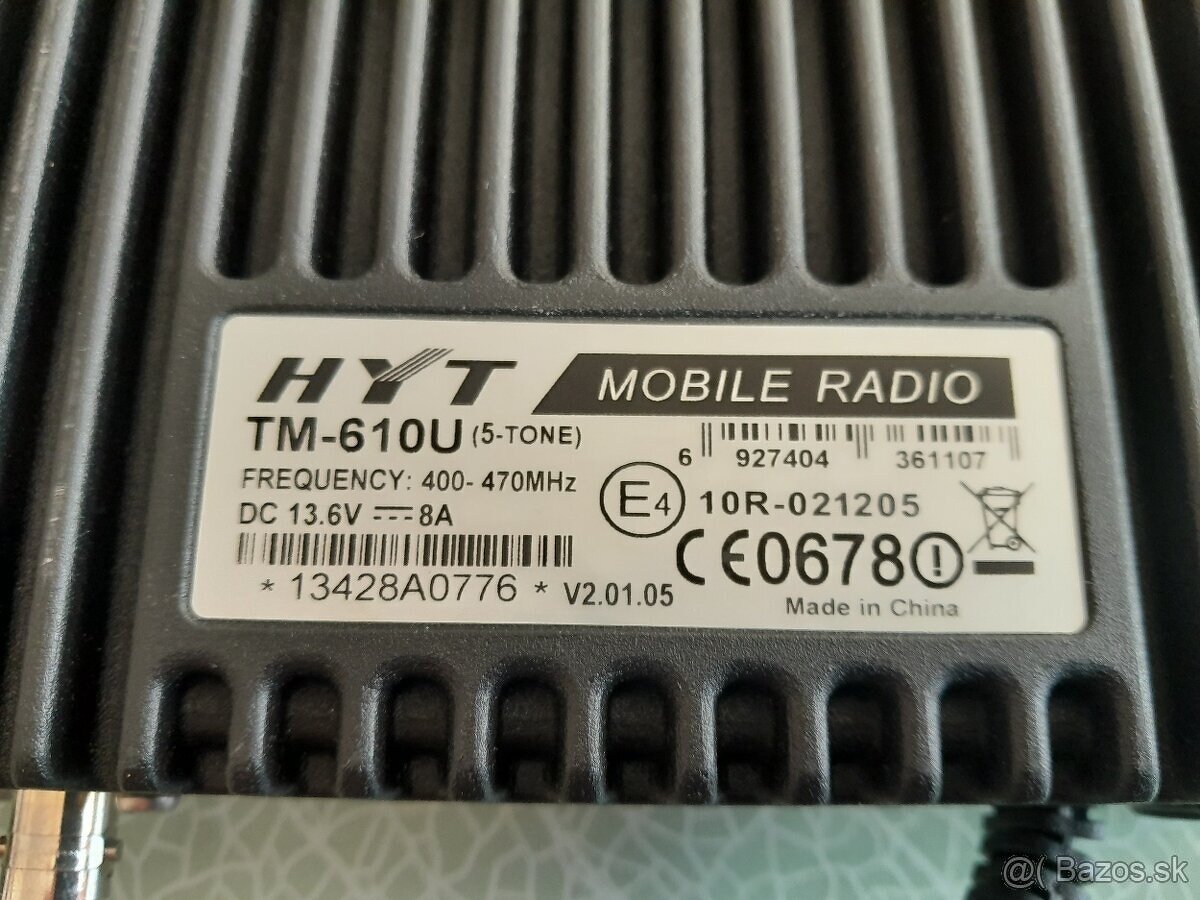 HYT MOBILE RADIO
TM-610U (5-TONE)
6 927404 361107
FREQUENCY: 400- 470MHz
E4 10R-021205
DC 13.6V ⎓ 8A
CE0678
*13428A0776* V2.01.05
Made in China
@( Bazos.sk